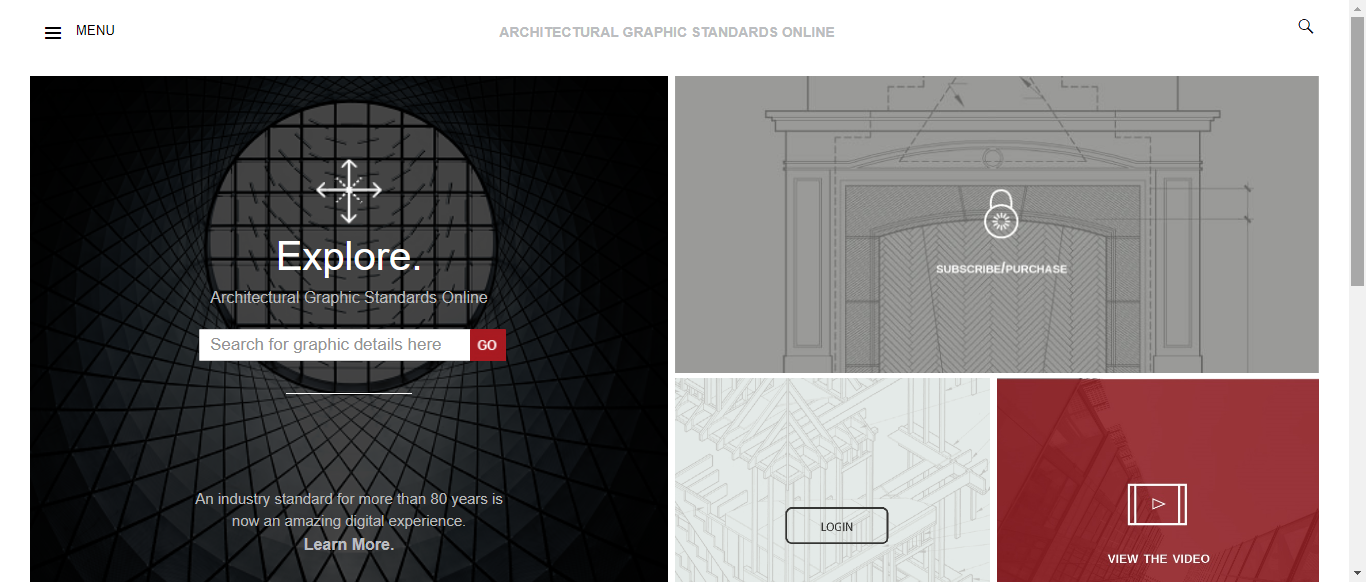 MENU
ARCHITECTURAL GRAPHIC STANDARDS ONLINE
Explore.
Architectural Graphic Standards Online
Search for graphic details here
GO
An industry standard for more than 80 years is
now an amazing digital experience.
Learn More.
SUBSCRIBE/PURCHASE
LOGIN
VIEW THE VIDEO